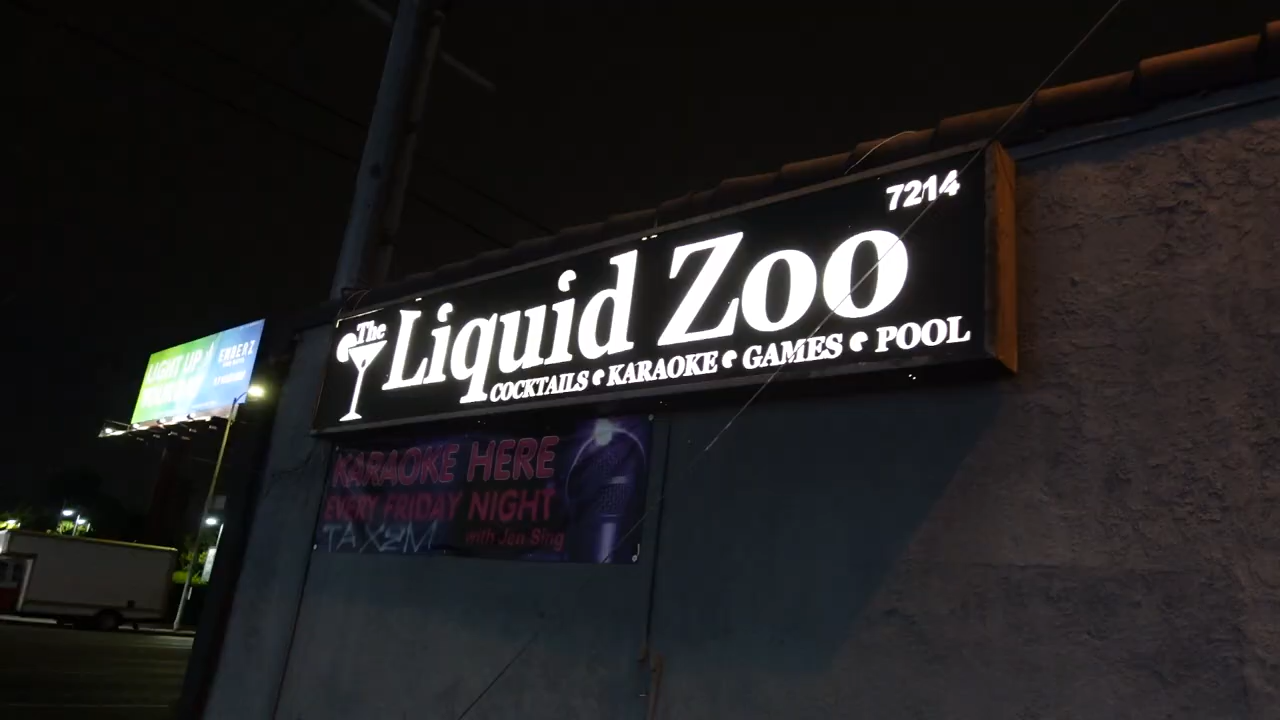 7214
The Liquid Zoo
COCKTAILS • KARAOKE • GAMES • POOL
KARAOKE HERE
EVERY FRIDAY NIGHT
with Jen Sing
LIGHT UP